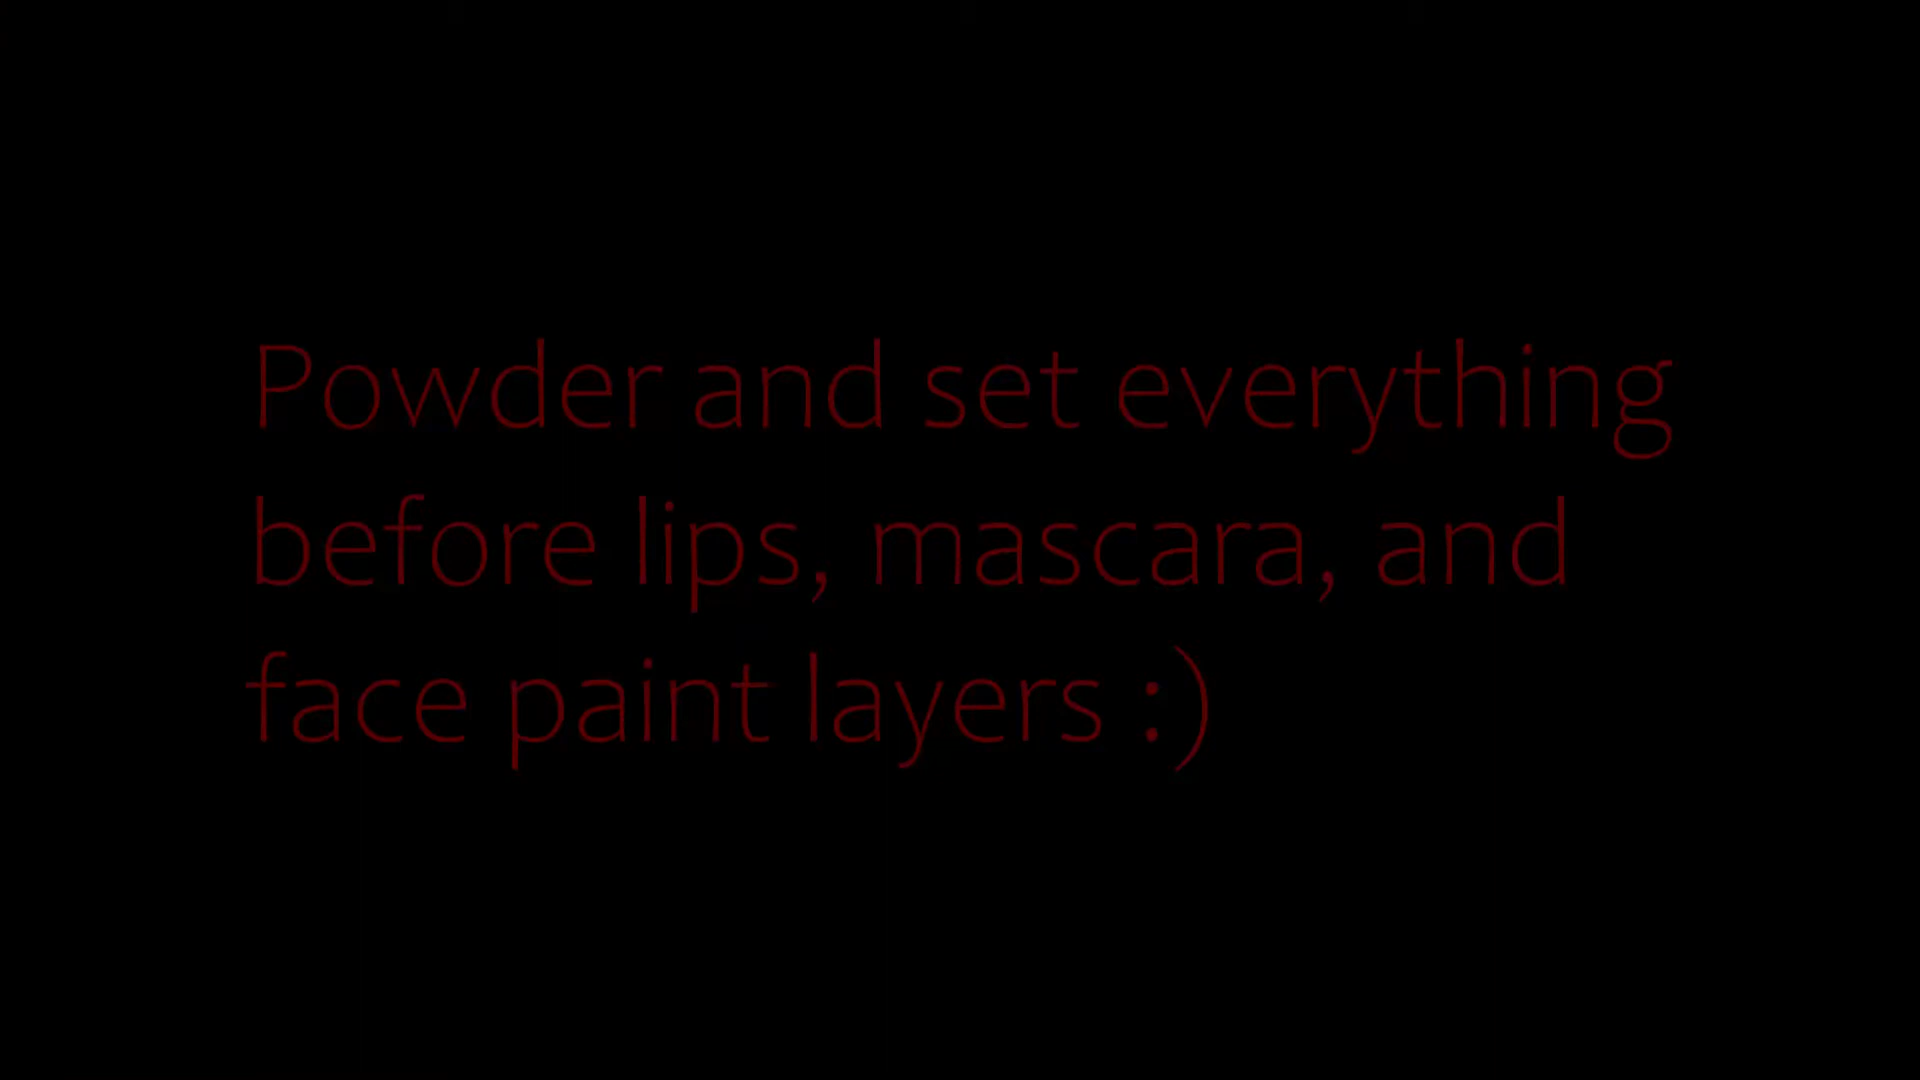 Powder and set everything
before lips, mascara, and
face paint layers :)